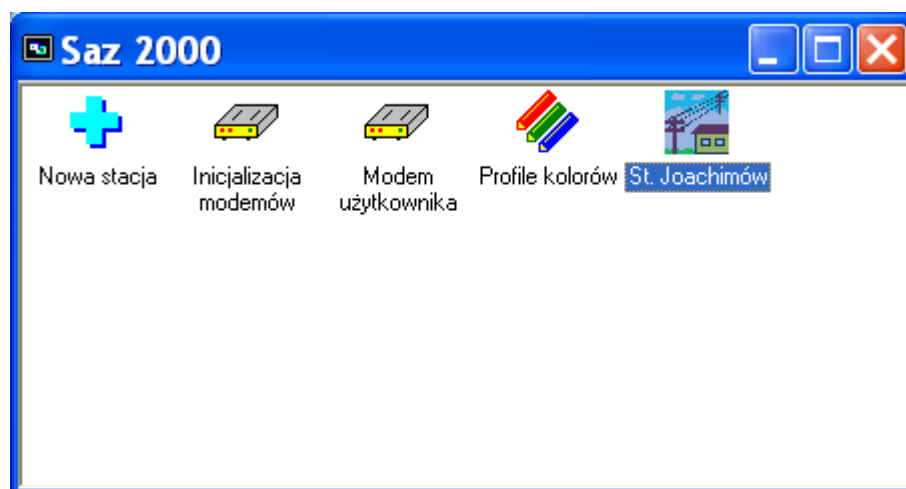 Saz 2000
Nowa stacja
Inicjalizacja
modemów
Modem
użytkownika
Profile kolorów
St. Joachimów